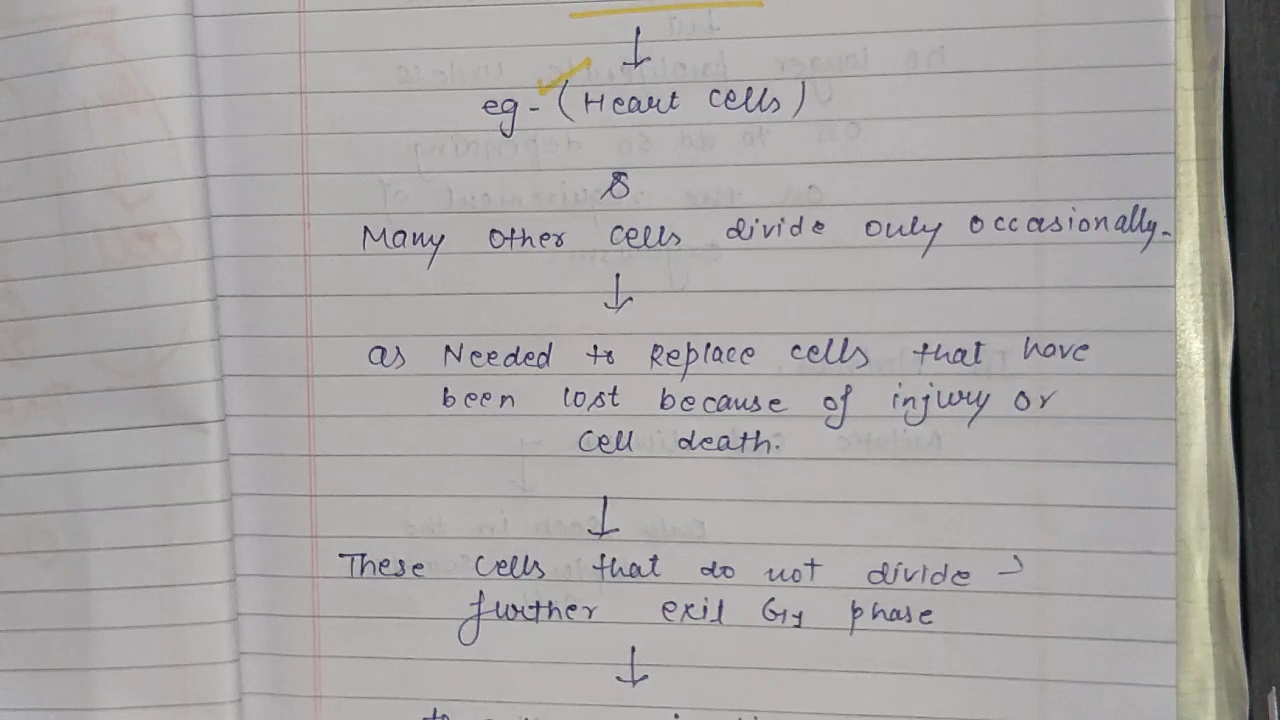 ↓
eg - (Heart cells)
&
Many other cells divide only occasionally.
↓
as Needed to Replace cells that have
been lost because of injury or
cell death.
↓
These cells that do not divide →
further exit G1 phase
↓